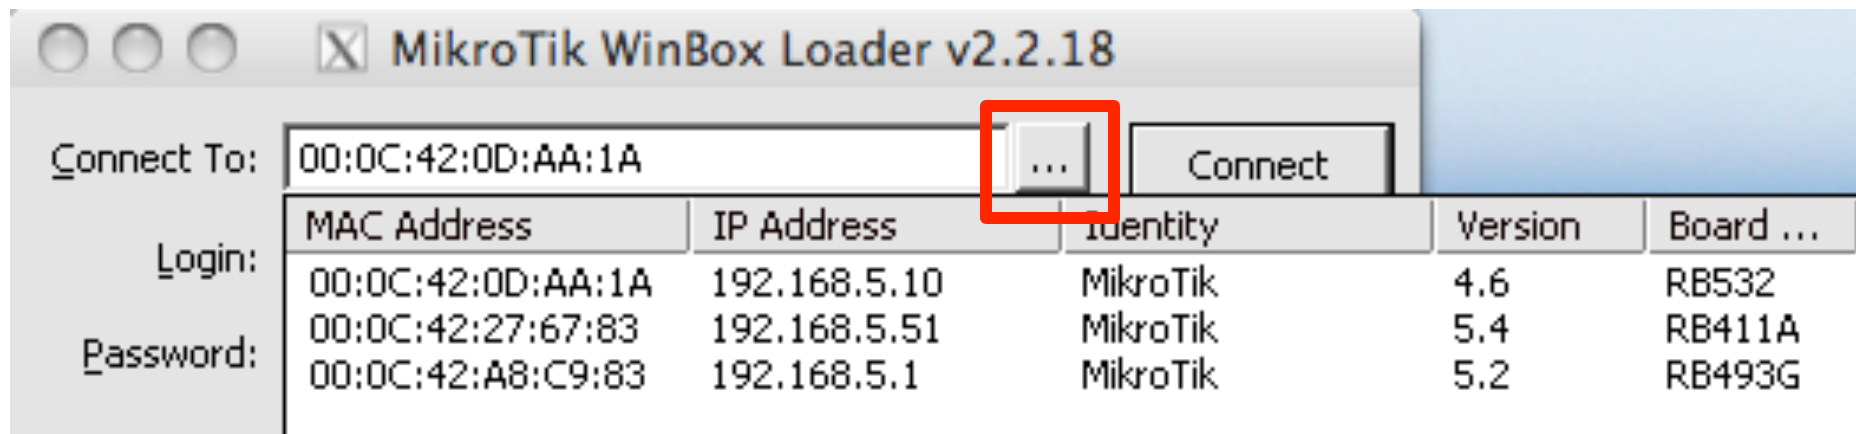 MikroTik WinBox Loader v2.2.18
Connect To: 00:0C:42:0D:AA:1A ... Connect
MAC Address IP Address Identity Version Board ...
Login:
00:0C:42:0D:AA:1A 192.168.5.10 MikroTik 4.6 RB532
00:0C:42:27:67:83 192.168.5.51 MikroTik 5.4 RB411A
Password:
00:0C:42:A8:C9:83 192.168.5.1 MikroTik 5.2 RB493G